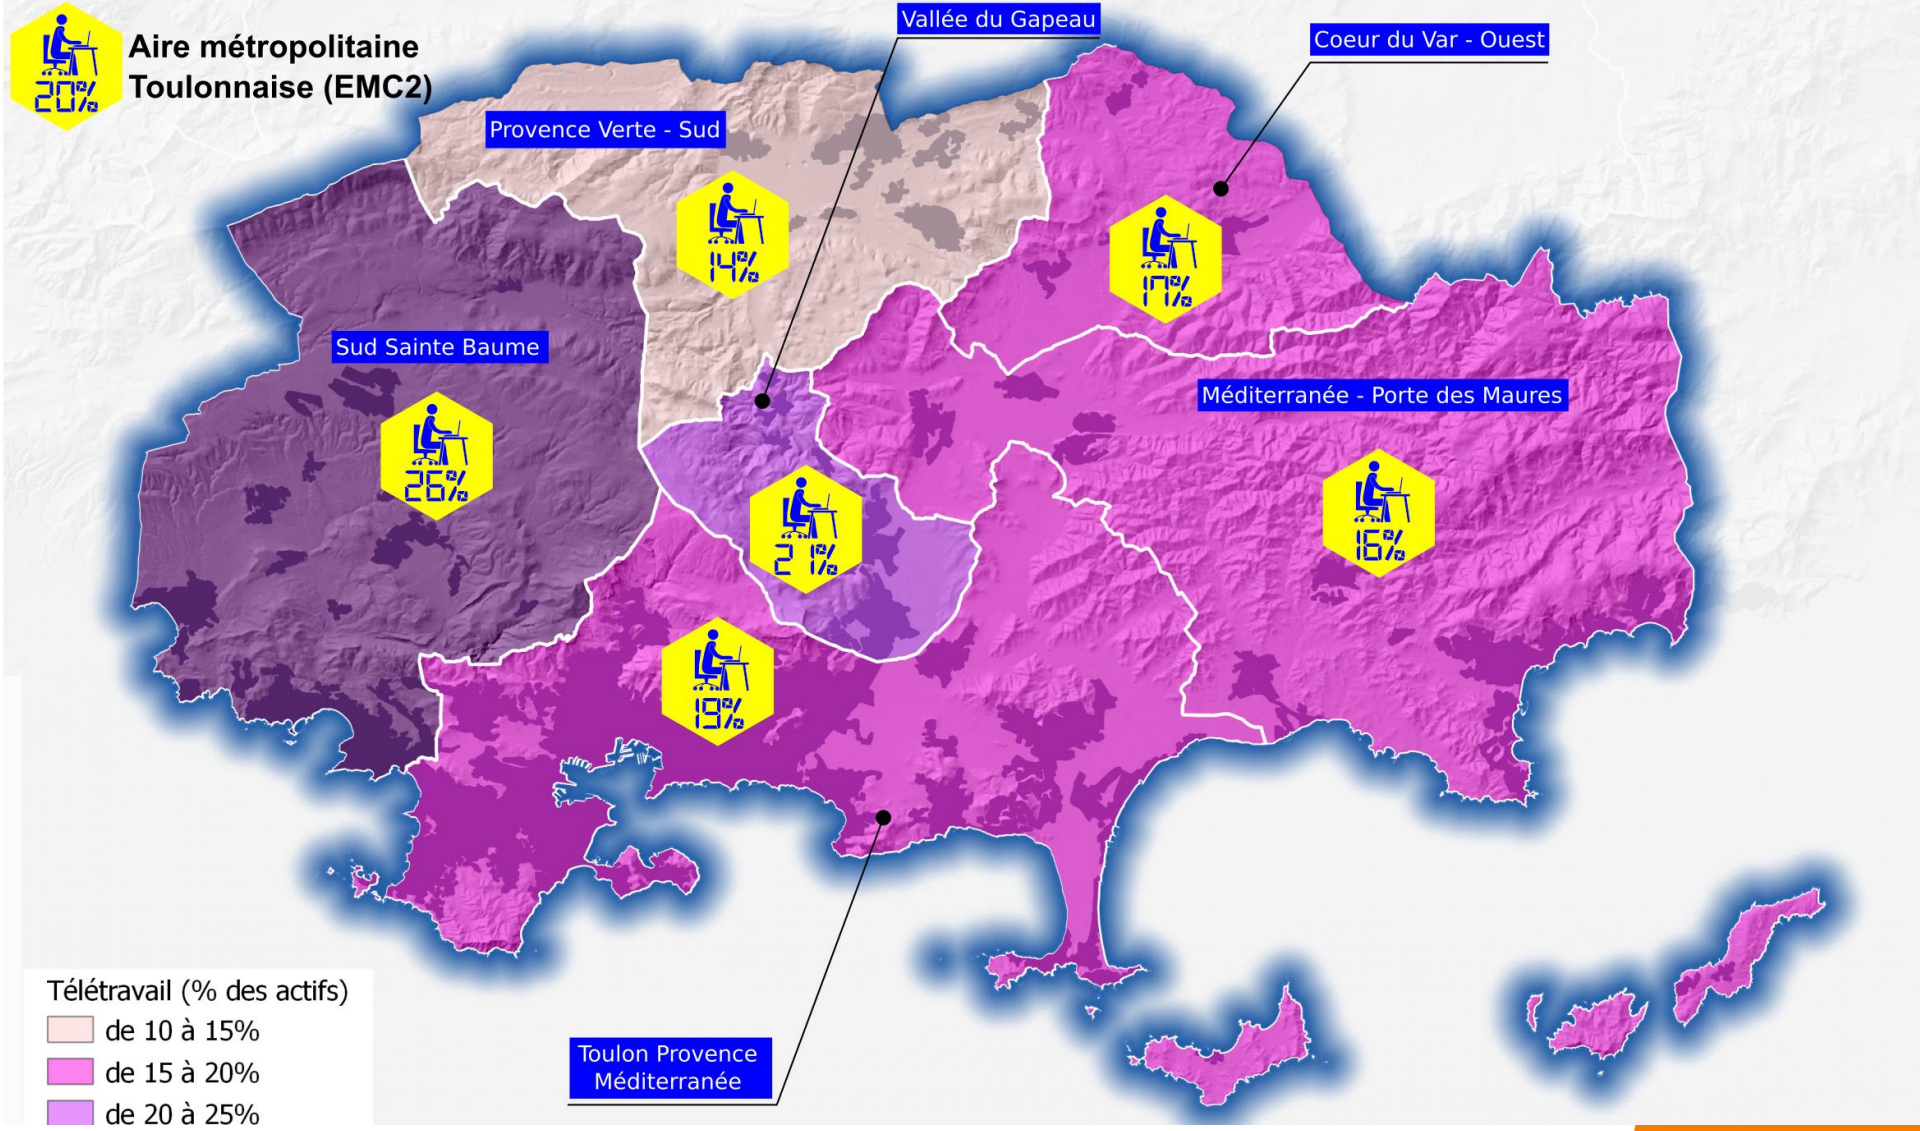 Aire métropolitaine
Toulonnaise (EMC2)
20%
Vallée du Gapeau
Coeur du Var - Ouest
Provence Verte - Sud
14%
17%
Sud Sainte Baume
26%
Méditerranée - Porte des Maures
16%
21%
19%
Toulon Provence
Méditerranée
Télétravail (% des actifs)
de 10 à 15%
de 15 à 20%
de 20 à 25%